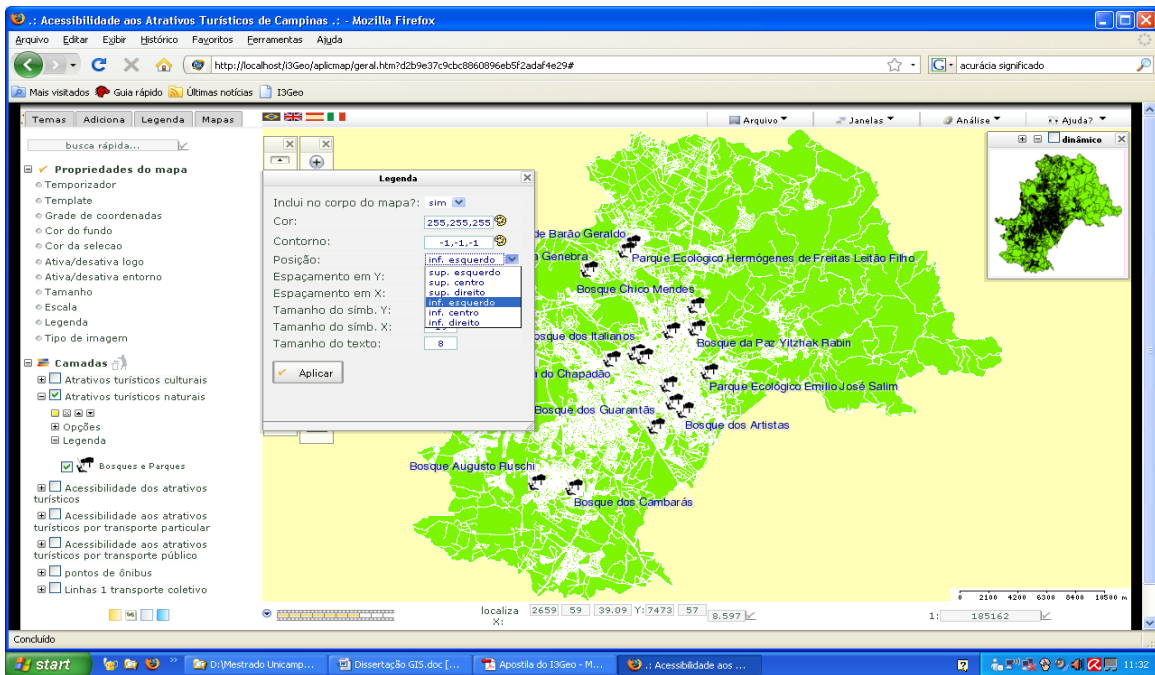 .: Acessibilidade aos Atrativos Turísticos de Campinas .: - Mozilla Firefox
Arquivo Editar Exibir Histórico Favoritos Ferramentas Ajuda
http://localhost/i3Geo/aplicmap/geral.htm?d2b9e37c9cbc8860896eb5f2adaf4e29#
acurácia significado
Mais visitados Guia rápido Últimas notícias I3Geo
Temas Adiciona Legenda Mapas
Arquivo Janelas Análise Ajuda?
busca rápida...
dinâmico
Propriedades do mapa
Temporizador
Template
Grade de coordenadas
Cor do fundo
Cor da selecao
Ativa/desativa logo
Ativa/desativa entorno
Tamanho
Escala
Legenda
Tipo de imagem
Camadas
Atrativos turísticos culturais
Atrativos turísticos naturais
Opções
Legenda
Bosques e Parques
Acessibilidade dos atrativos
turísticos
Acessibilidade aos atrativos
turísticos por transporte particular
Acessibilidade aos atrativos
turísticos por transporte público
pontos de ônibus
Linhas 1 transporte coletivo
Legenda
Inclui no corpo do mapa?: sim
Cor: 255,255,255
Contorno: -1,-1,-1
Posição: inf. esquerdo
sup. esquerdo
sup. centro
sup. direito
inf. esquerdo
inf. centro
inf. direito
Espaçamento em Y:
Espaçamento em X:
Tamanho do símb. Y:
Tamanho do símb. X:
Tamanho do texto: 8
Aplicar
de Barão Geraldo
Genebra
Parque Ecológico Hermógenes de Freitas Leitão Filho
Bosque Chico Mendes
osque dos Italianos
Bosque da Paz Yitzhak Rabin
do Chapadão
Parque Ecológico Emílio José Salim
Bosque dos Guarantãs
Bosque dos Artistas
Bosque Augusto Ruschi
Bosque dos Cambarás
0 2100 4200 6300 8400 10500 m
localiza X: 2659 59 39.09 Y: 7473 57 8.597
1: 185162
Concluído
start
D:\Mestrado Unicamp...
Dissertação GIS.doc [...
Apostila do I3Geo - M...
.: Acessibilidade aos ...
11:32